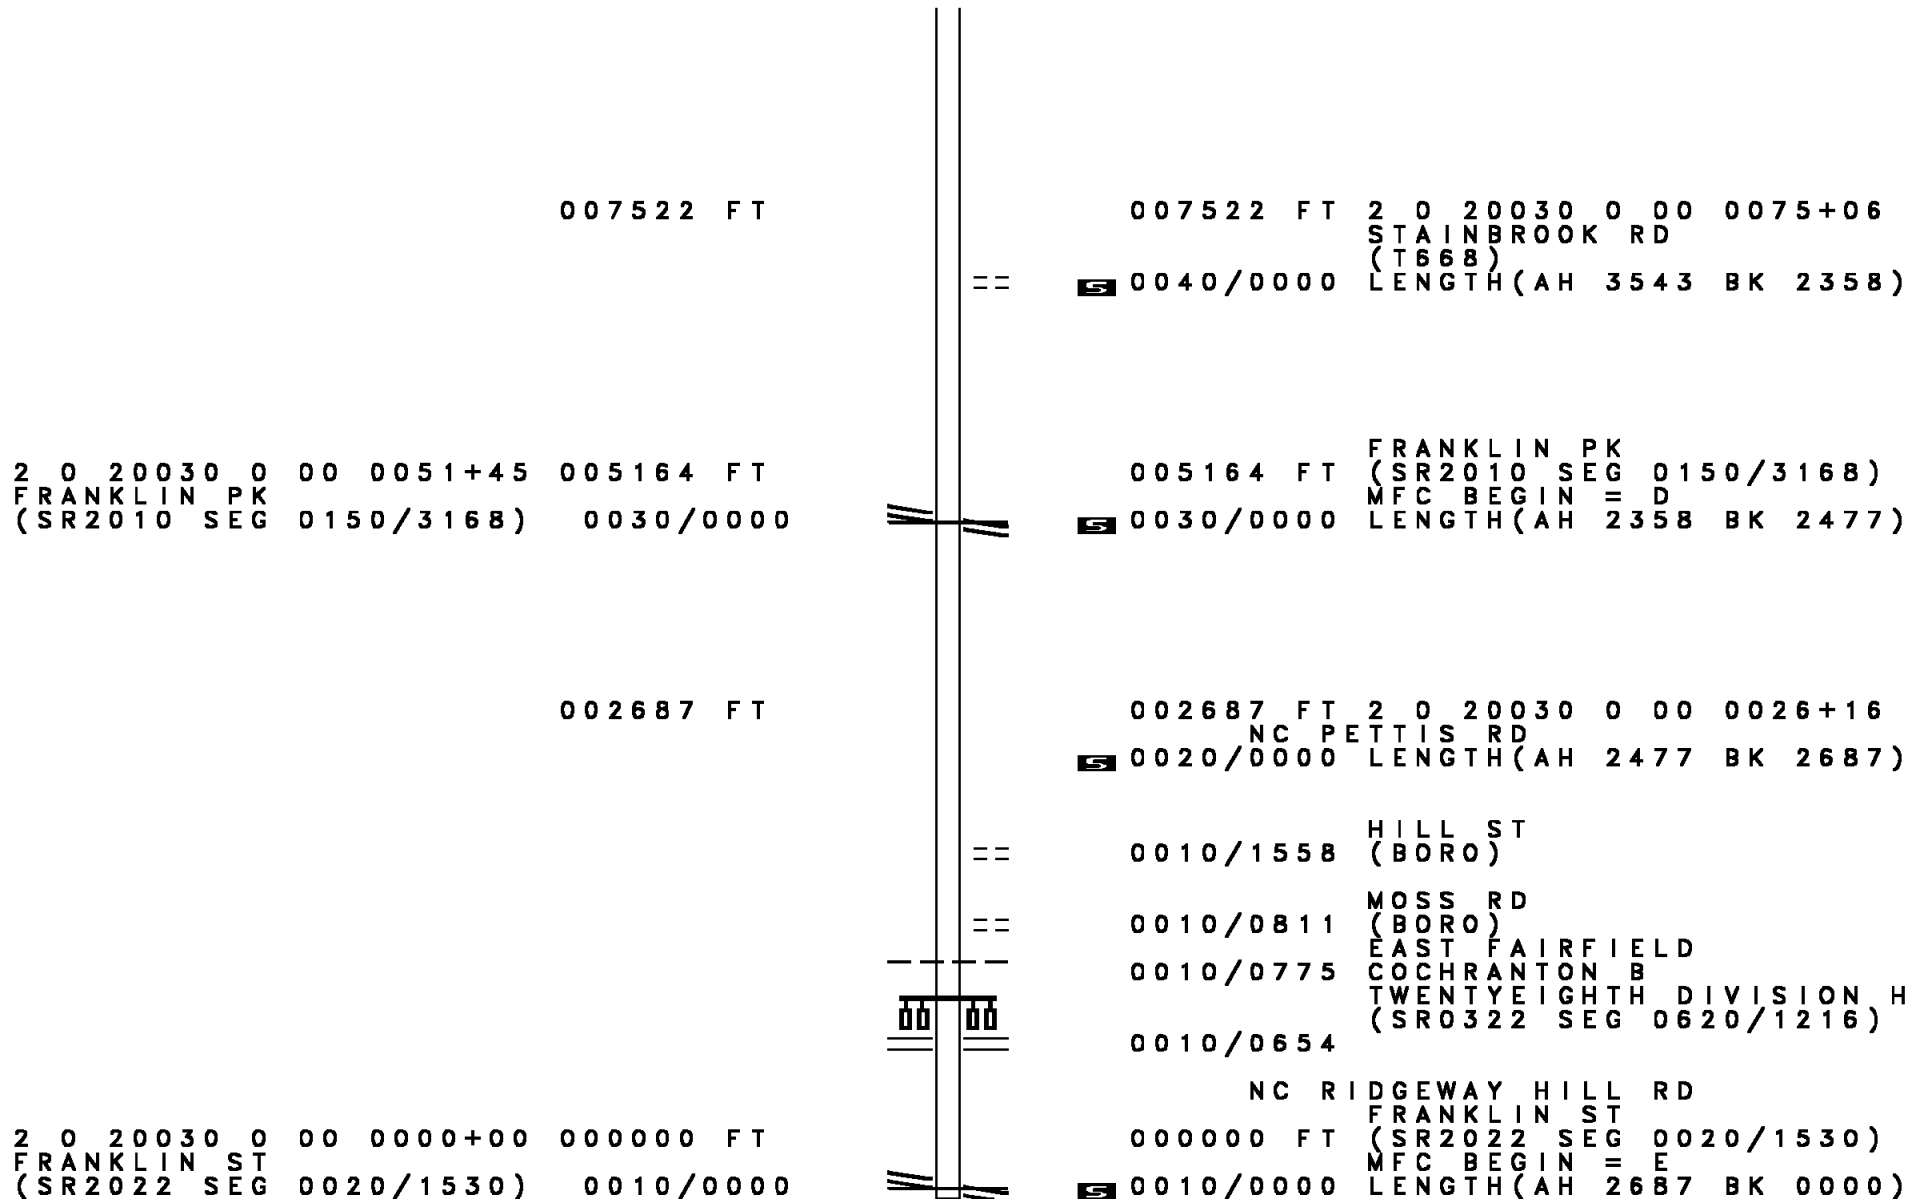 007522 FT 007522 FT 2 0 20030 0 00 0075+06
STAINBROOK RD
(T668)
S 0040/0000 LENGTH(AH 3543 BK 2358)
FRANKLIN PK
2 0 20030 0 00 0051+45 005164 FT 005164 FT (SR2010 SEG 0150/3168)
FRANKLIN PK MFC BEGIN = D
(SR2010 SEG 0150/3168) 0030/0000 S 0030/0000 LENGTH(AH 2358 BK 2477)
002687 FT 002687 FT 2 0 20030 0 00 0026+16
NC PETTIS RD
S 0020/0000 LENGTH(AH 2477 BK 2687)
HILL ST
0010/1558 (BORO)
MOSS RD
0010/0811 (BORO)
EAST FAIRFIELD
0010/0775 COCHRANTON B
TWENTYEIGHTH DIVISION H
(SR0322 SEG 0620/1216)
0010/0654
NC RIDGEWAY HILL RD
FRANKLIN ST
2 0 20030 0 00 0000+00 000000 FT 000000 FT (SR2022 SEG 0020/1530)
FRANKLIN ST MFC BEGIN = E
(SR2022 SEG 0020/1530) 0010/0000 S 0010/0000 LENGTH(AH 2687 BK 0000)